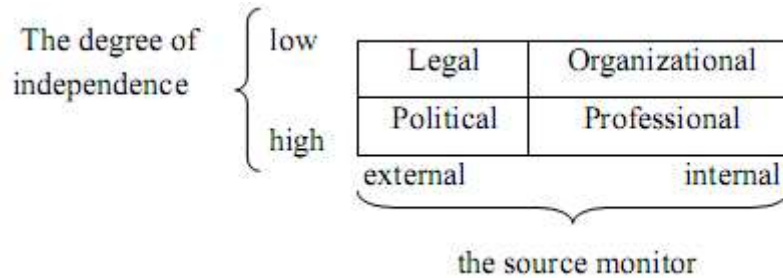 The degree of
independence
low
high
Legal Organizational
Political Professional
external internal
the source monitor